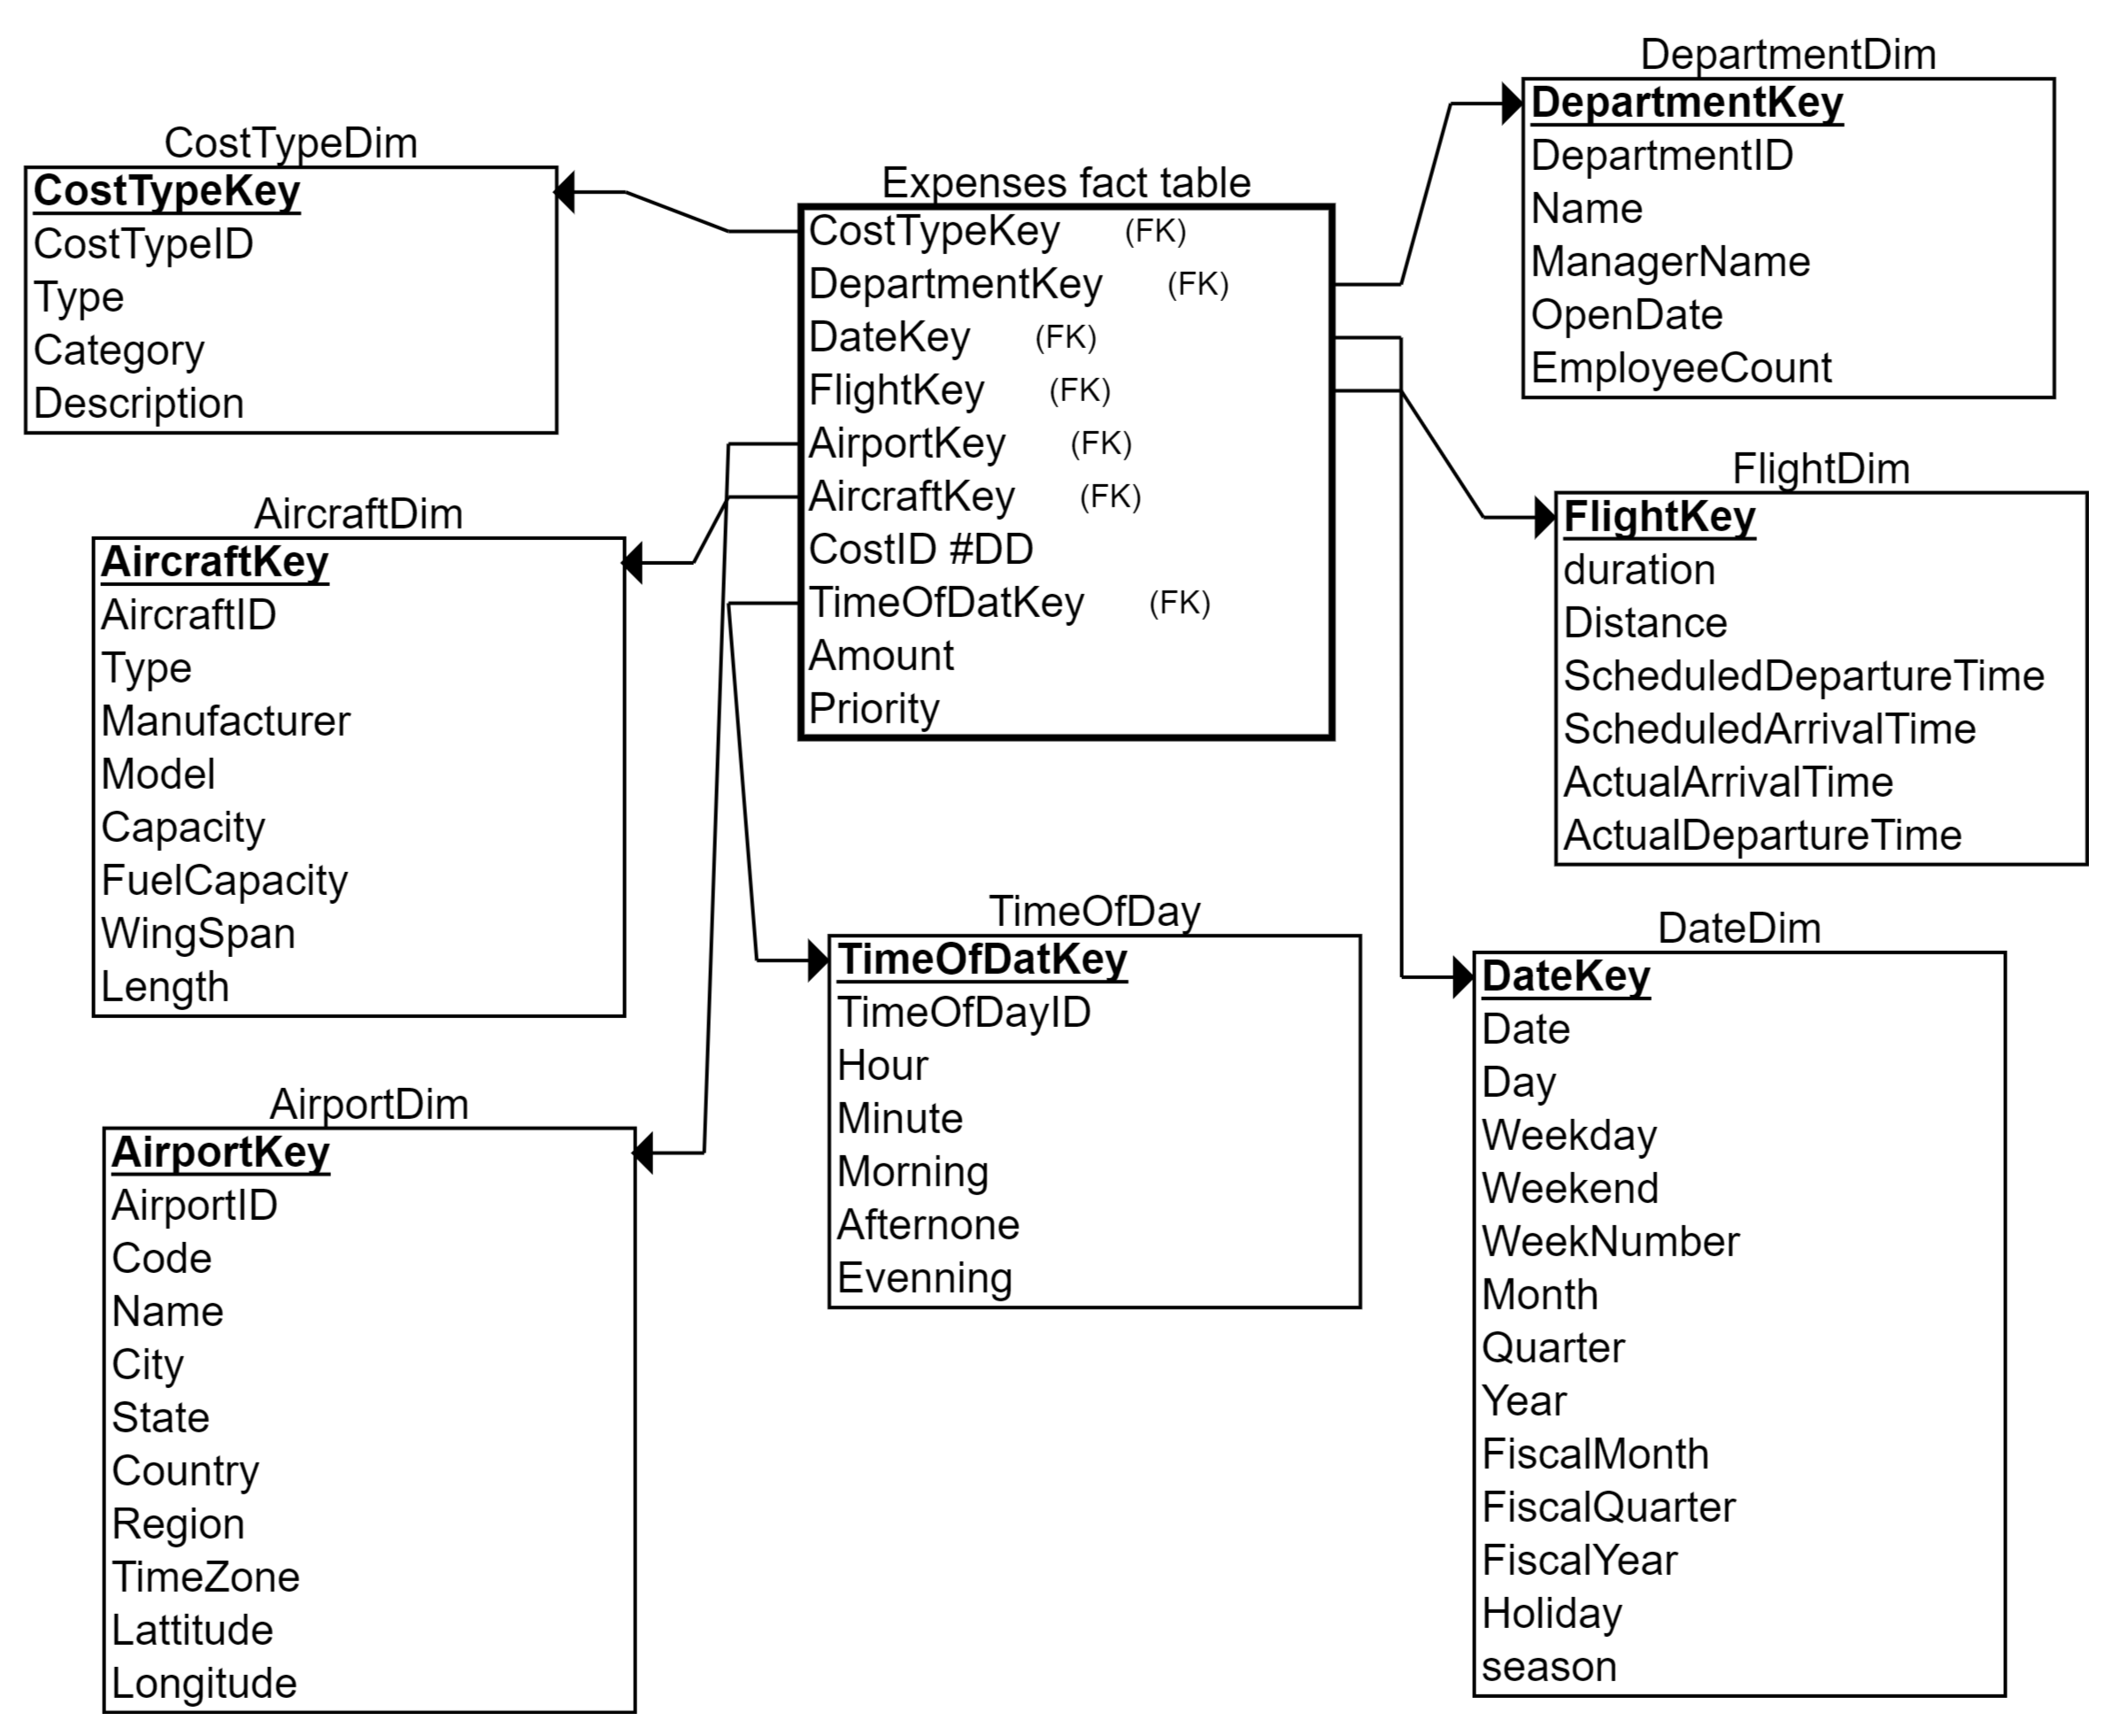 CostTypeDim
CostTypeKey
CostTypeID
Type
Category
Description
AircraftDim
AircraftKey
AircraftID
Type
Manufacturer
Model
Capacity
FuelCapacity
WingSpan
Length
AirportDim
AirportKey
AirportID
Code
Name
City
State
Country
Region
TimeZone
Lattitude
Longitude
Expenses fact table
CostTypeKey (FK)
DepartmentKey (FK)
DateKey (FK)
FlightKey (FK)
AirportKey (FK)
AircraftKey (FK)
CostID #DD
TimeOfDatKey (FK)
Amount
Priority
TimeOfDay
TimeOfDatKey
TimeOfDayID
Hour
Minute
Morning
Afternone
Evenning
DepartmentDim
DepartmentKey
DepartmentID
Name
ManagerName
OpenDate
EmployeeCount
FlightDim
FlightKey
duration
Distance
ScheduledDepartureTime
ScheduledArrivalTime
ActualArrivalTime
ActualDepartureTime
DateDim
DateKey
Date
Day
Weekday
Weekend
WeekNumber
Month
Quarter
Year
FiscalMonth
FiscalQuarter
FiscalYear
Holiday
season